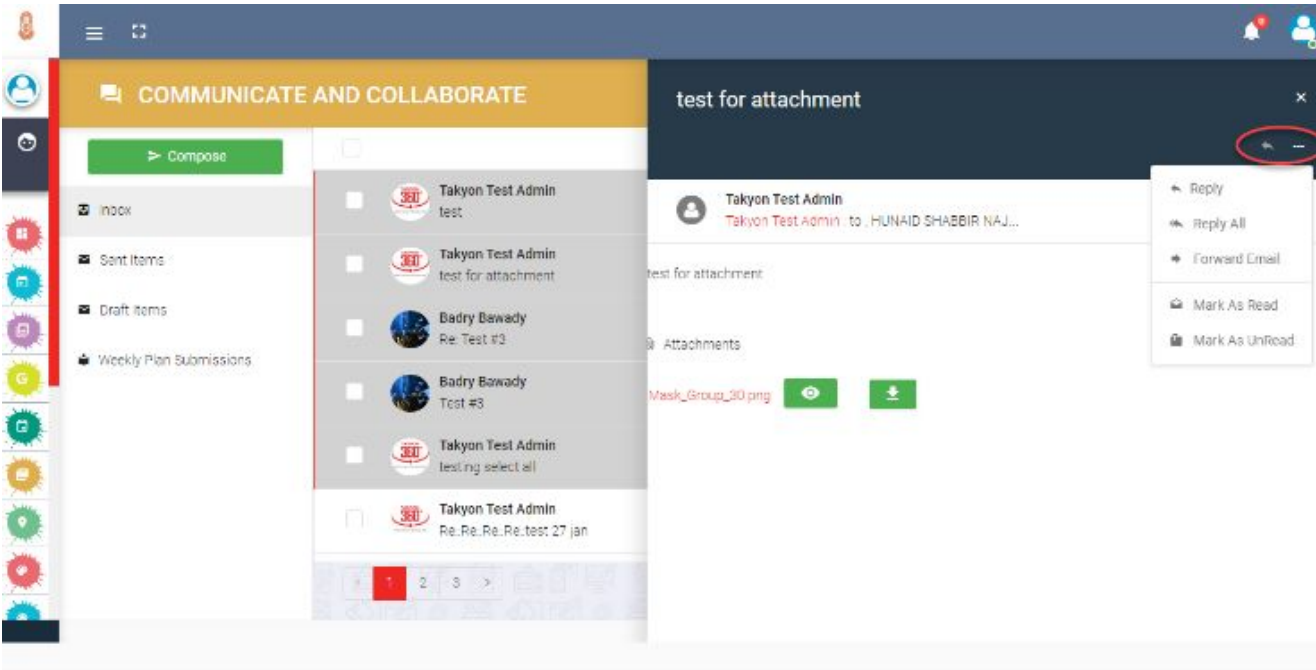 COMMUNICATE AND COLLABORATE
test for attachment
×
Compose
Inbox
Sent Items
Draft Items
Weekly Plan Submissions
Takyon Test Admin
test
Takyon Test Admin
test for attachment
Badry Bawady
Re: Test #3
Badry Bawady
Test #3
Takyon Test Admin
testing select all
Takyon Test Admin
Re:.Re:.Re:.Re:.test 27 jan
1 2 3 >
Takyon Test Admin
Takyon Test Admin to , HUNAID SHABBIR NAJ...
test for attachment
Attachments
Mask_Group_30.png
Reply
Reply All
Forward Email
Mark As Read
Mark As UnRead
360°
360°
360°
360°
G